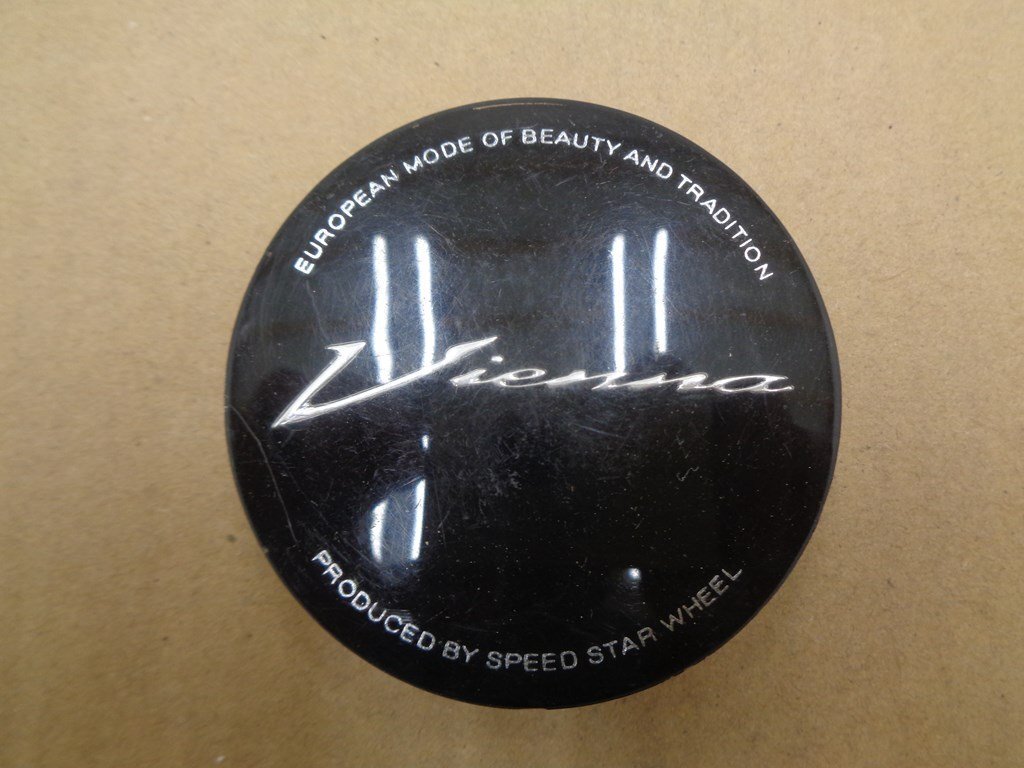 EUROPEAN MODE OF BEAUTY AND TRADITION
Vienna
PRODUCED BY SPEED STAR WHEEL